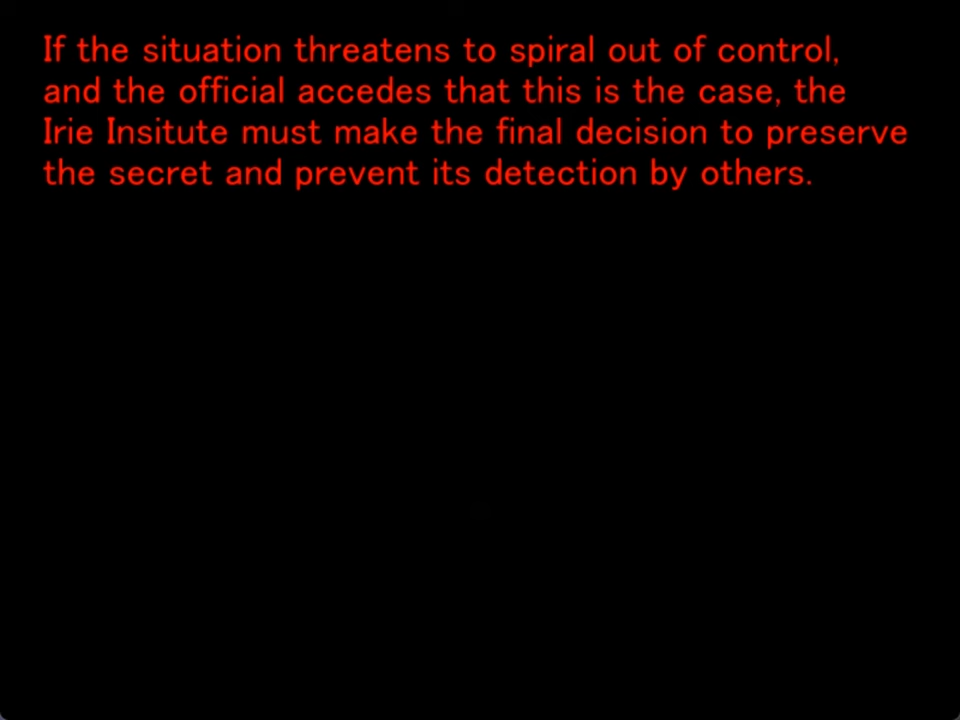 If the situation threatens to spiral out of control,
and the official accedes that this is the case, the
Irie Insitute must make the final decision to preserve
the secret and prevent its detection by others.